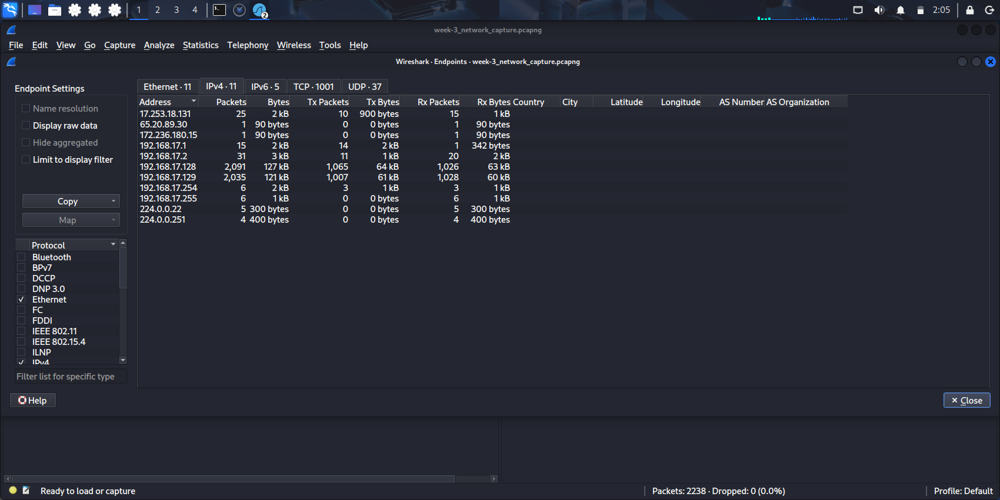 1 2 3 4 2 2:05
week-3_network_capture.pcapng
File Edit View Go Capture Analyze Statistics Telephony Wireless Tools Help
Wireshark · Endpoints · week-3_network_capture.pcapng
Endpoint Settings
Name resolution
Display raw data
Hide aggregated
Limit to display filter
Copy
Map
Protocol
Bluetooth
BPv7
DCCP
DNP 3.0
Ethernet
FC
FDDI
IEEE 802.11
IEEE 802.15.4
ILNP
IPv4
Filter list for specific type
Ethernet · 11 IPv4 · 11 IPv6 · 5 TCP · 1001 UDP · 37
Address Packets Bytes Tx Packets Tx Bytes Rx Packets Rx Bytes Country City Latitude Longitude AS Number AS Organization
17.253.18.131 25 2 kB 10 900 bytes 15 1 kB
65.20.89.30 1 90 bytes 0 0 bytes 1 90 bytes
172.236.180.15 1 90 bytes 0 0 bytes 1 90 bytes
192.168.17.1 15 2 kB 14 2 kB 1 342 bytes
192.168.17.2 31 3 kB 11 1 kB 20 2 kB
192.168.17.128 2,091 127 kB 1,065 64 kB 1,026 63 kB
192.168.17.129 2,035 121 kB 1,007 61 kB 1,028 60 kB
192.168.17.254 6 2 kB 3 1 kB 3 1 kB
192.168.17.255 6 1 kB 0 0 bytes 6 1 kB
224.0.0.22 5 300 bytes 0 0 bytes 5 300 bytes
224.0.0.251 4 400 bytes 0 0 bytes 4 400 bytes
Help
Close
Ready to load or capture
Packets: 2238 · Dropped: 0 (0.0%)
Profile: Default